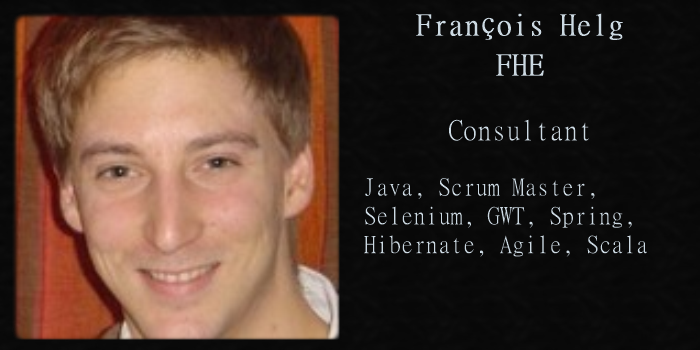 François Helg
FHE
Consultant
Java, Scrum Master,
Selenium, GWT, Spring,
Hibernate, Agile, Scala